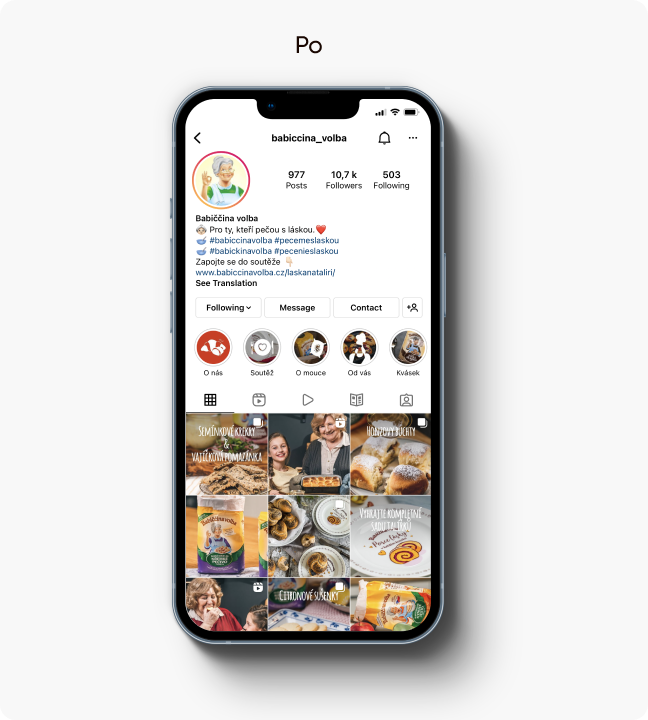 Po
babiccina_volba
977
10,7 k
503
Posts
Followers
Following
Babiččina volba
Pro ty, kteří pečou s láskou.
#babiccinavolba #pecemeslaskou
#babickinavolba #pecenieslaskou
Zapojte se do soutěže
www.babiccinavolba.cz/laskanataliri/
See Translation
Following
Message
Contact
O nás
Soutěž
O mouce
Od vás
Kvásek
SEMÍNKOVÉ KREKRY
&
VAJÍČKOVÁ POMAZÁNKA
HONZOVY BUCHTY
Babiččina volba
VYHRAJTE KOMPLETNÍ
SADU TALÍŘKŮ
CITRONOVÉ SUŠENKY